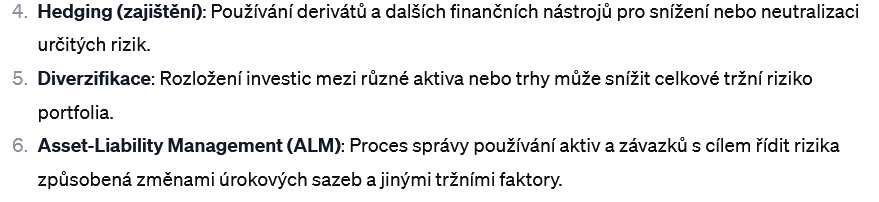 4. Hedging (zajištění): Používání derivátů a dalších finančních nástrojů pro snížení nebo neutralizaci
určitých rizik.
5. Diverzifikace: Rozložení investic mezi různé aktiva nebo trhy může snížit celkové tržní riziko
portfolia.
6. Asset-Liability Management (ALM): Proces správy používání aktiv a závazků s cílem řídit rizika
způsobená změnami úrokových sazeb a jinými tržními faktory.